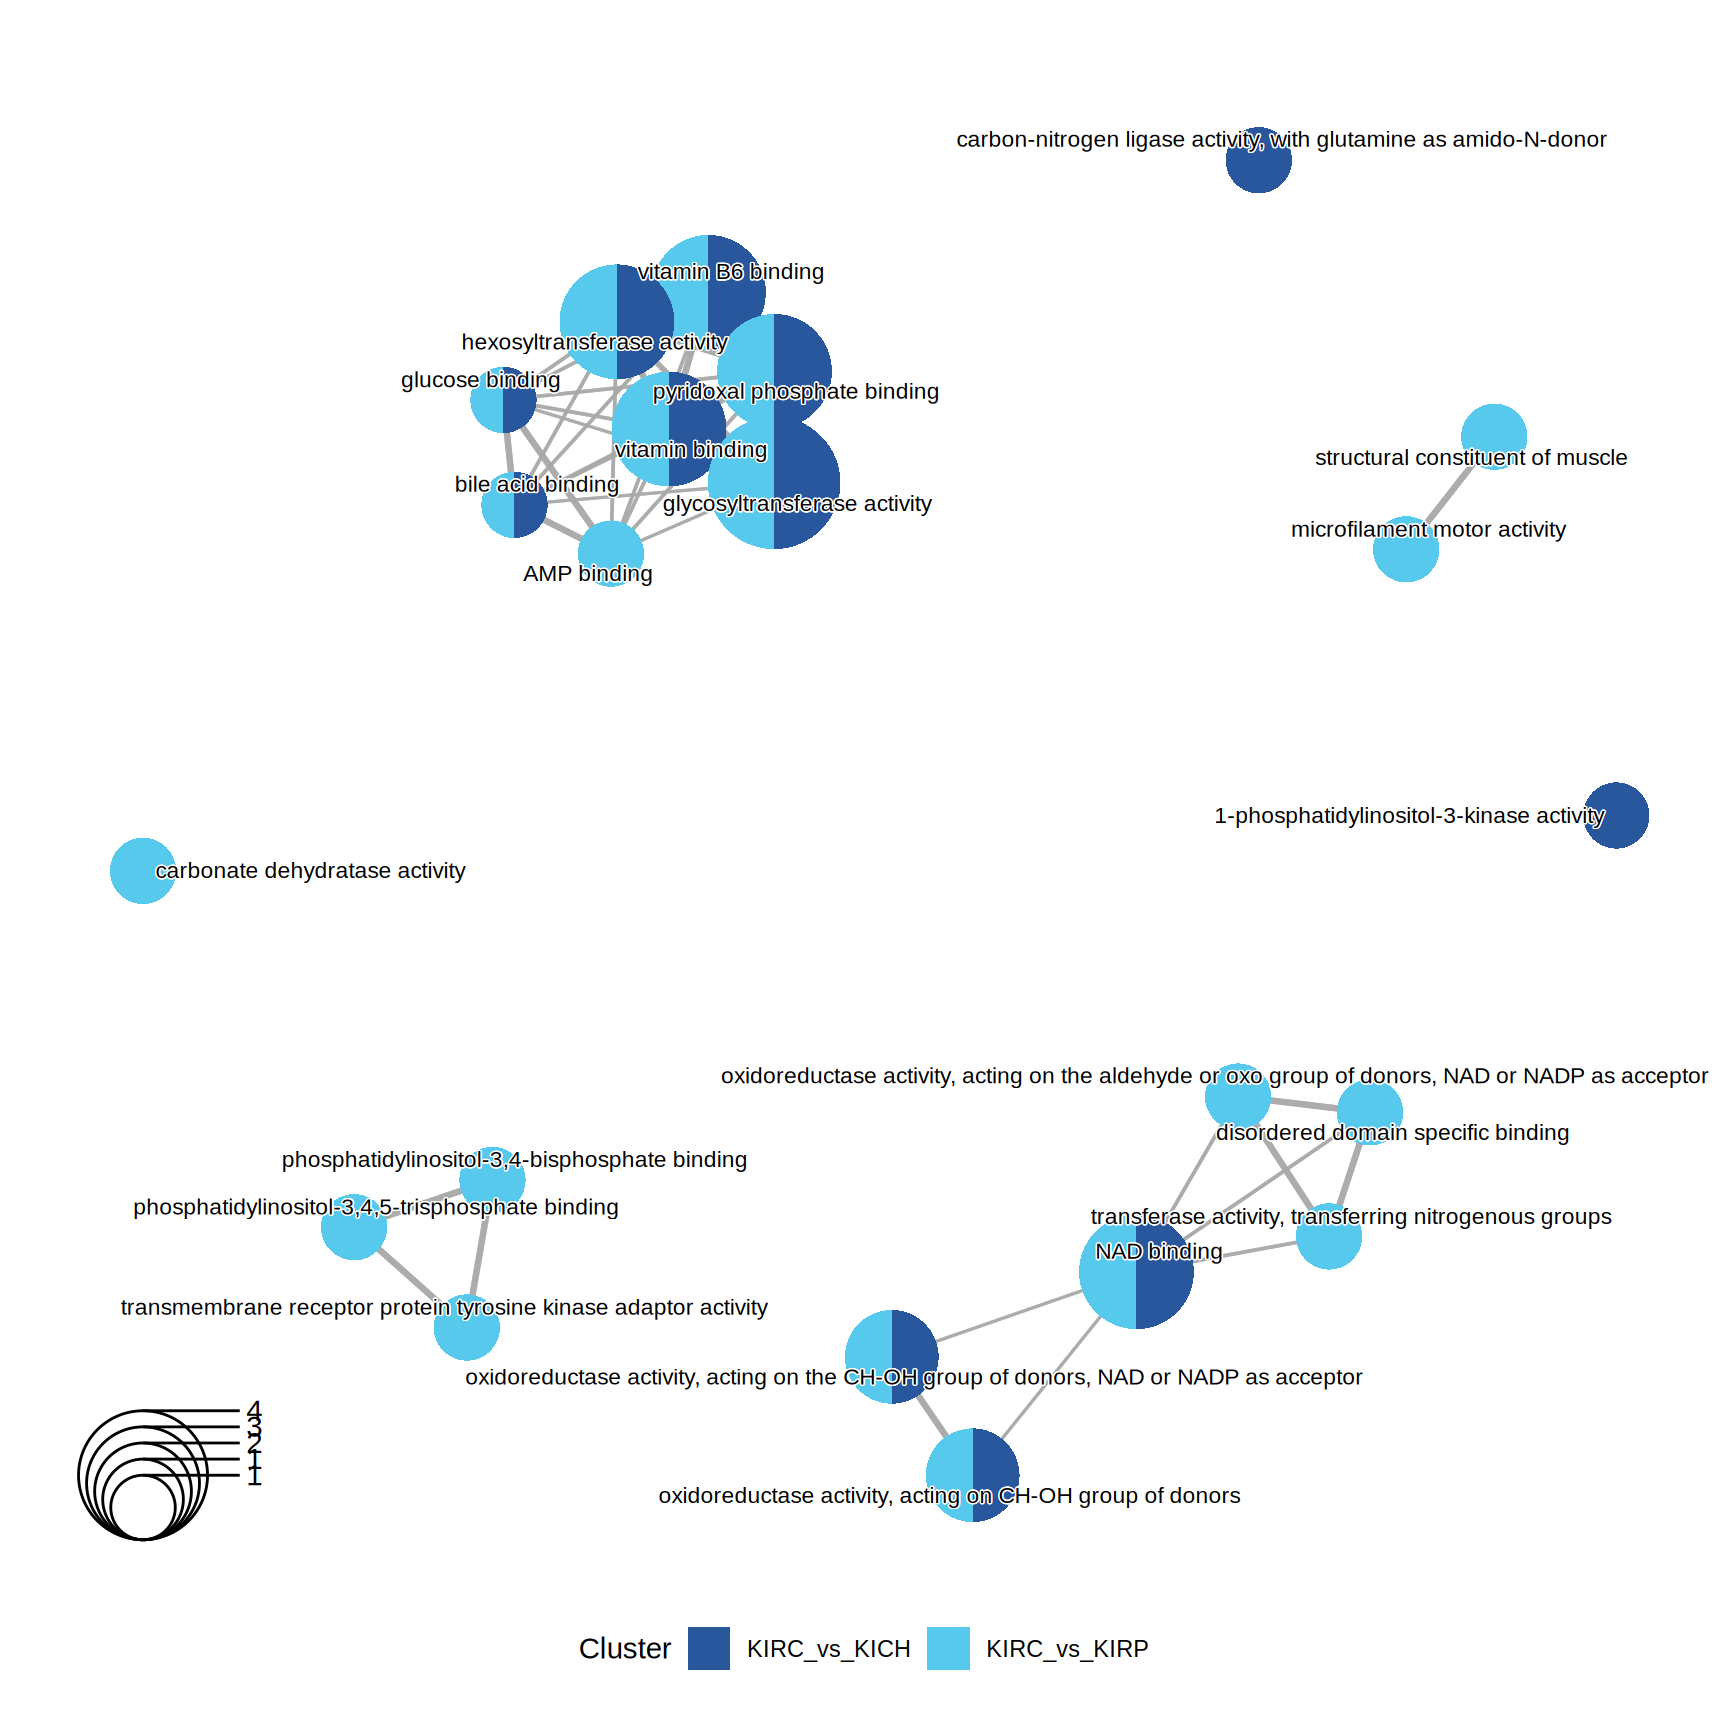 carbon-nitrogen ligase activity, with glutamine as amido-N-donor
vitamin B6 binding
hexosyltransferase activity
glucose binding
pyridoxal phosphate binding
vitamin binding
structural constituent of muscle
bile acid binding
glycosyltransferase activity
microfilament motor activity
AMP binding
1-phosphatidylinositol-3-kinase activity
carbonate dehydratase activity
oxidoreductase activity, acting on the aldehyde or oxo group of donors, NAD or NADP as acceptor
disordered domain specific binding
phosphatidylinositol-3,4-bisphosphate binding
phosphatidylinositol-3,4,5-trisphosphate binding
transferase activity, transferring nitrogenous groups
NAD binding
transmembrane receptor protein tyrosine kinase adaptor activity
oxidoreductase activity, acting on the CH-OH group of donors, NAD or NADP as acceptor
4
3
2
1
1
oxidoreductase activity, acting on CH-OH group of donors
Cluster KIRC_vs_KICH KIRC_vs_KIRP